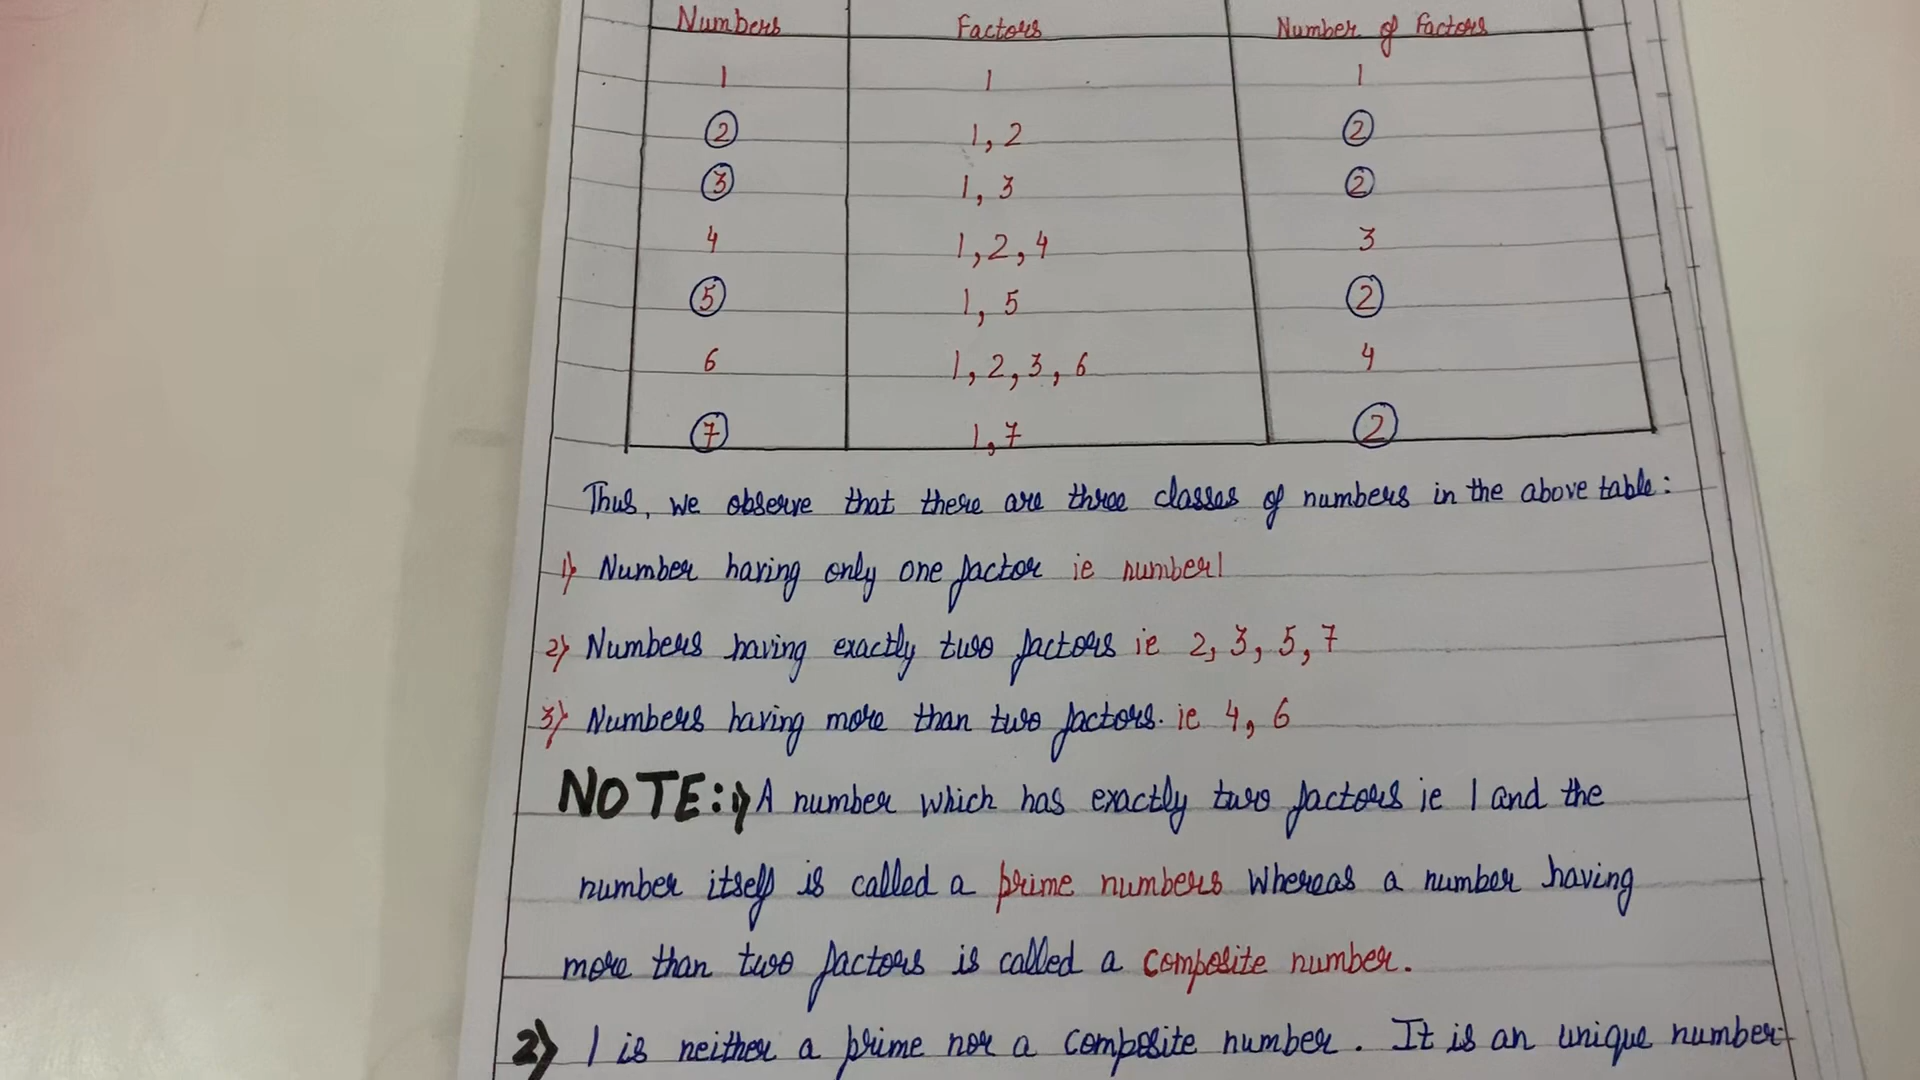 Numbers Factors Number of factors
1 1 1
2 1, 2 2
3 1, 3 2
4 1, 2, 4 3
5 1, 5 2
6 1, 2, 3, 6 4
7 1, 7 2
Thus, we observe that there are three classes of numbers in the above table:
1) Number having only one factor ie number 1
2) Numbers having exactly two factors ie 2, 3, 5, 7
3) Numbers having more than two factors. ie 4, 6
NOTE: 1) A number which has exactly two factors ie 1 and the
number itself is called a prime numbers whereas a number having
more than two factors is called a composite number.
2) 1 is neither a prime nor a composite number. It is an unique number.